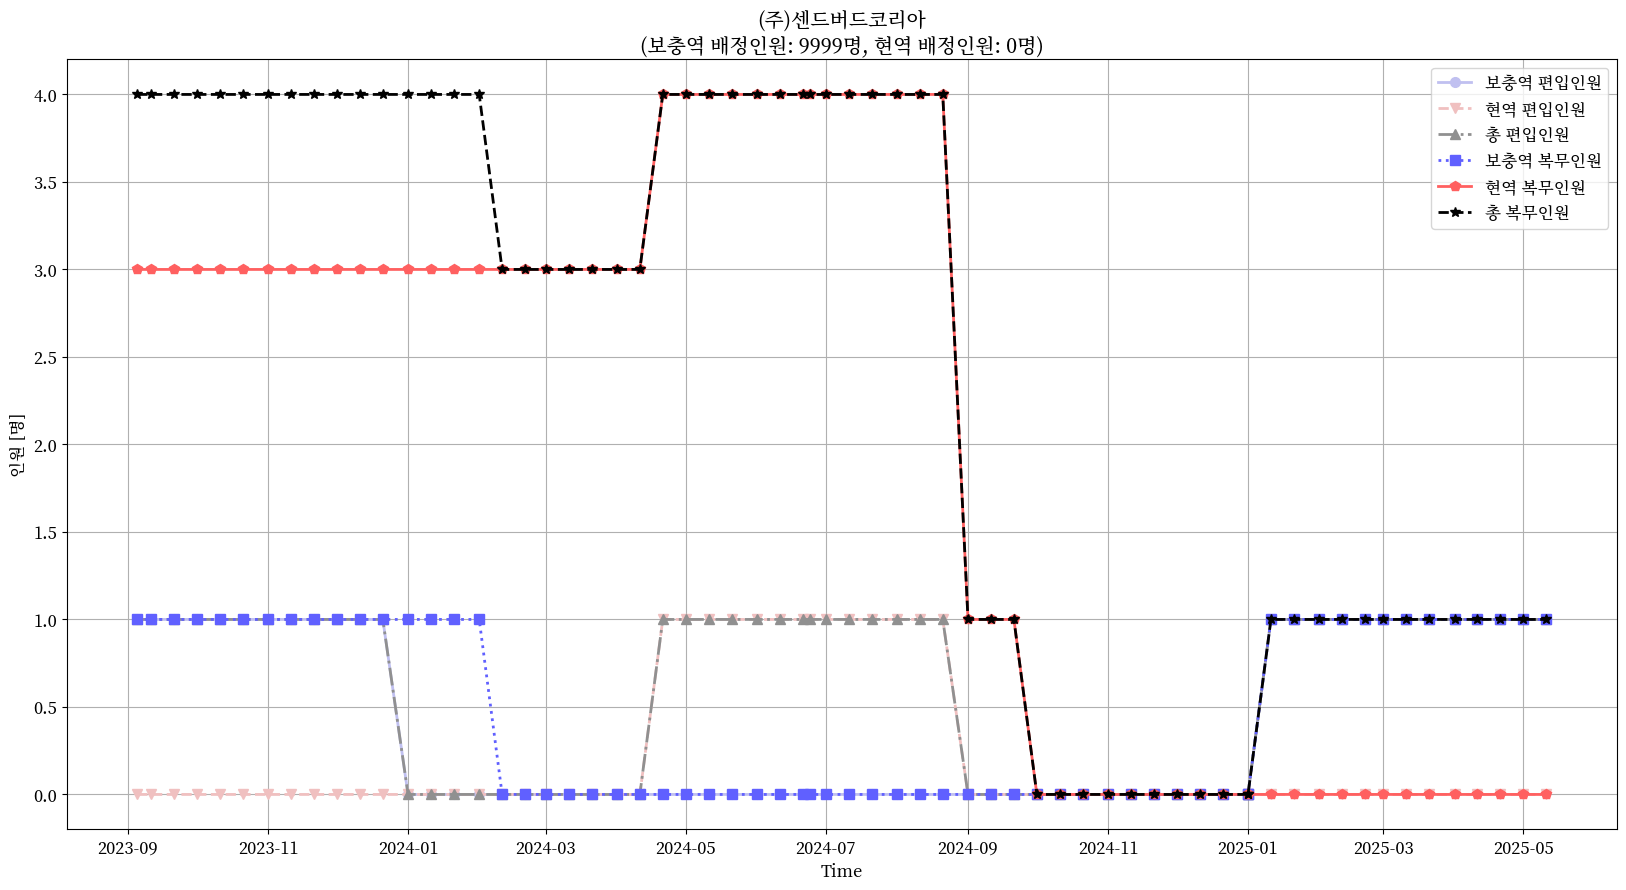 (주)센드버드코리아
(보충역 배정인원: 9999명, 현역 배정인원: 0명)
보충역 편입인원
현역 편입인원
총 편입인원
보충역 복무인원
현역 복무인원
총 복무인원
인원 [명]
4.0
3.5
3.0
2.5
2.0
1.5
1.0
0.5
0.0
2023-09 2023-11 2024-01 2024-03 2024-05 2024-07 2024-09 2024-11 2025-01 2025-03 2025-05
Time